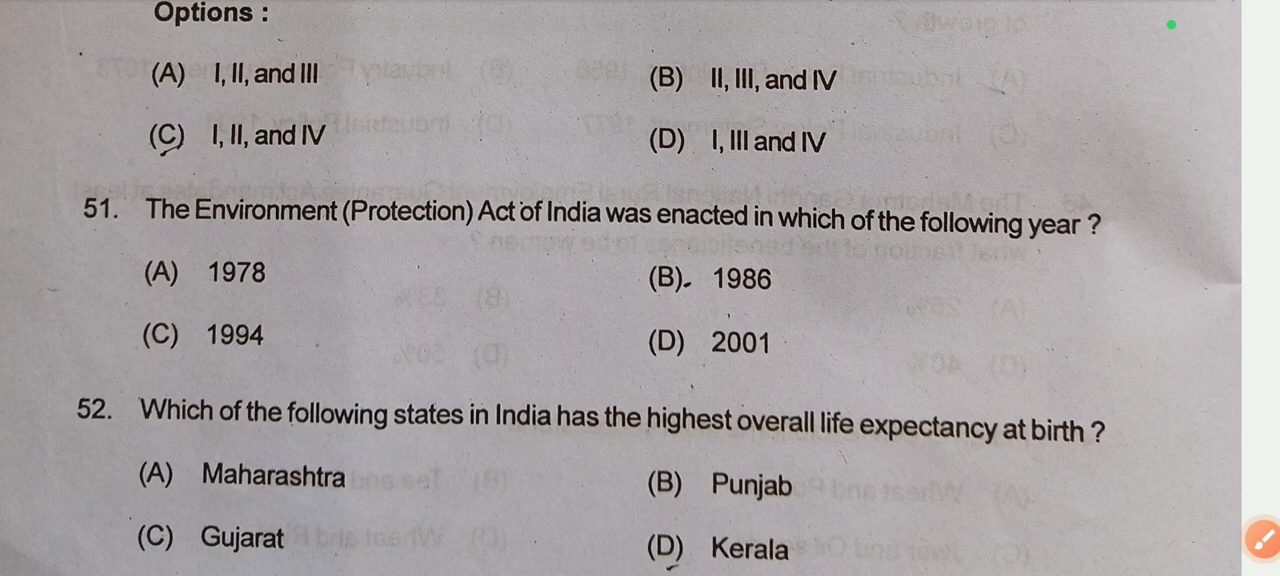 Options :
(A) I, II, and III (B) II, III, and IV
(C) I, II, and IV (D) I, III and IV
51. The Environment (Protection) Act of India was enacted in which of the following year ?
(A) 1978 (B) 1986
(C) 1994 (D) 2001
52. Which of the following states in India has the highest overall life expectancy at birth ?
(A) Maharashtra (B) Punjab
(C) Gujarat (D) Kerala